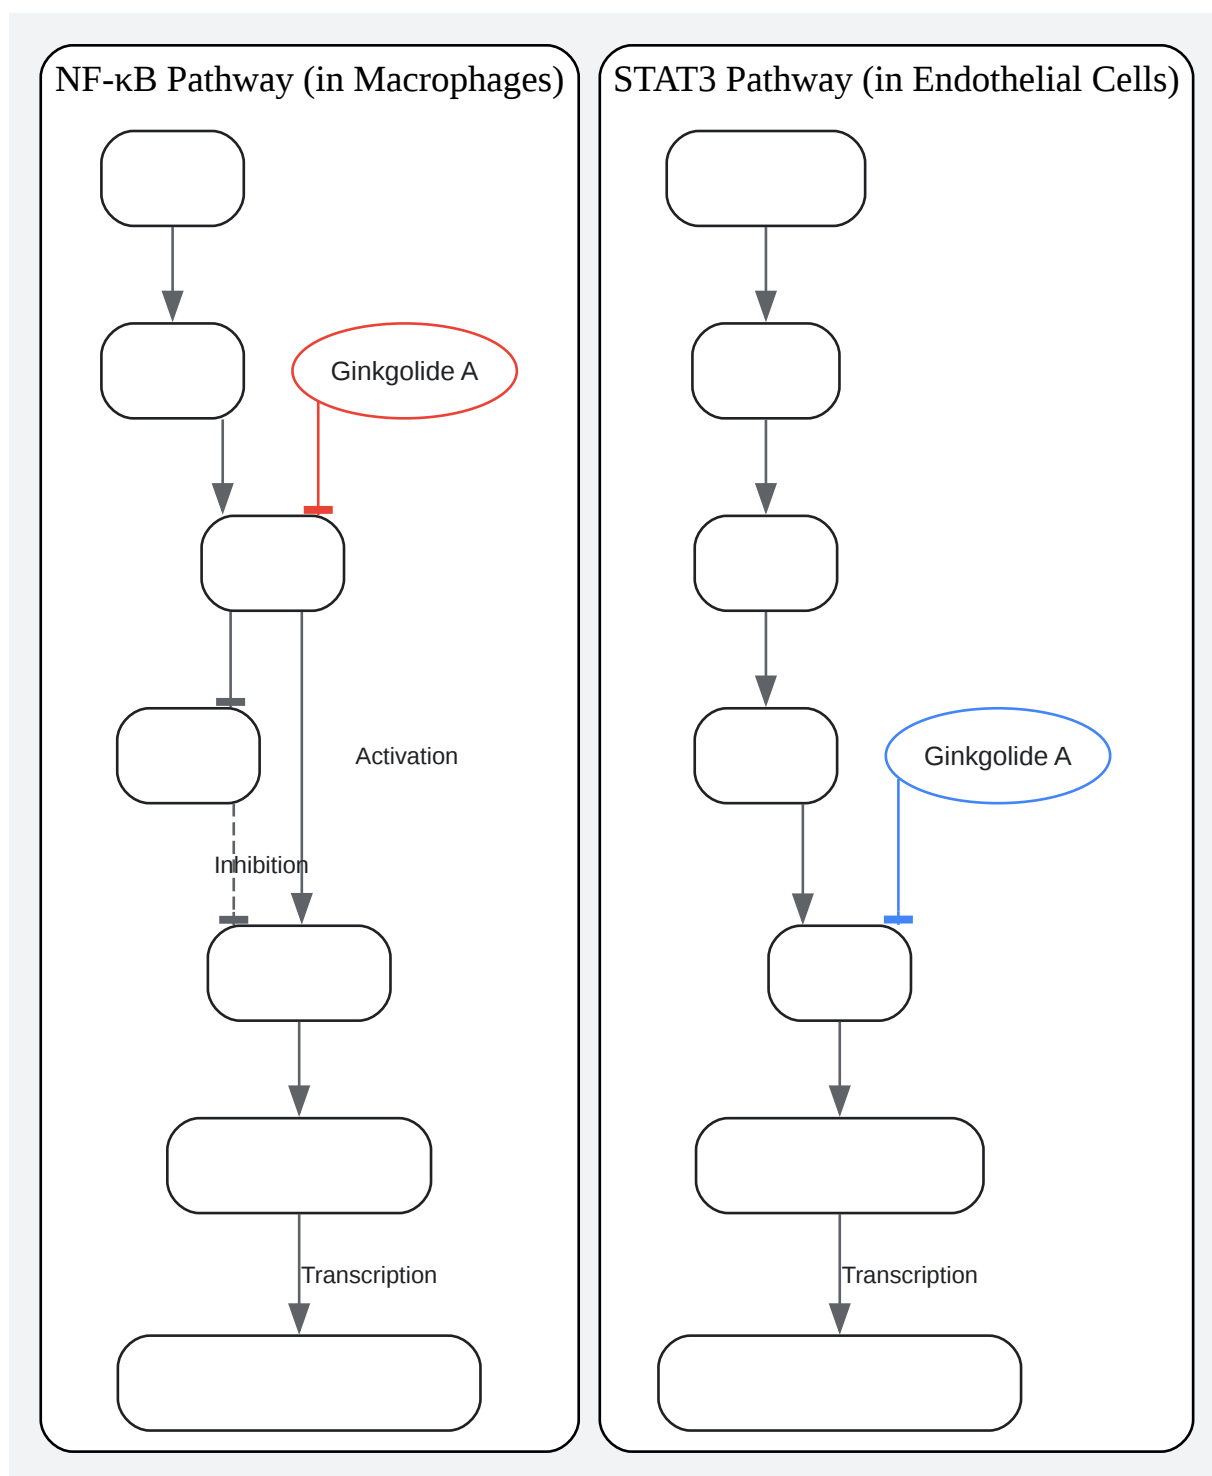 NF-κB Pathway (in Macrophages)
Ginkgolide A
Activation
Inhibition
Transcription
STAT3 Pathway (in Endothelial Cells)
Ginkgolide A
Transcription